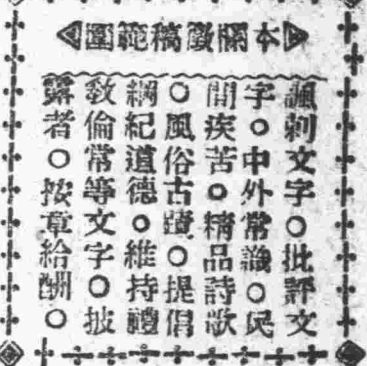 本欄徵稿範圍
諷刺文字○批評文
字○中外常識○民
間疾苦○精品詩歌
○風俗古蹟○提倡
綱紀道德○維持禮
敎倫常等文字○披
露者○按章給酬○